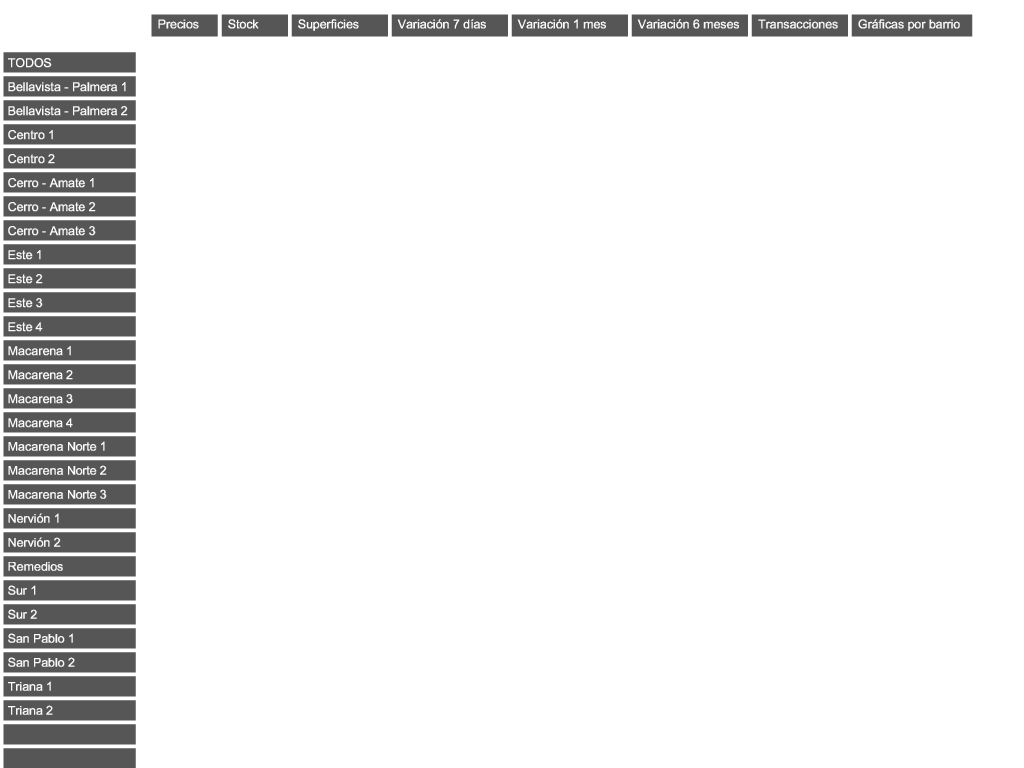 Precios Stock Superficies Variación 7 días Variación 1 mes Variación 6 meses Transacciones Gráficas por barrio
TODOS
Bellavista - Palmera 1
Bellavista - Palmera 2
Centro 1
Centro 2
Cerro - Amate 1
Cerro - Amate 2
Cerro - Amate 3
Este 1
Este 2
Este 3
Este 4
Macarena 1
Macarena 2
Macarena 3
Macarena 4
Macarena Norte 1
Macarena Norte 2
Macarena Norte 3
Nervión 1
Nervión 2
Remedios
Sur 1
Sur 2
San Pablo 1
San Pablo 2
Triana 1
Triana 2